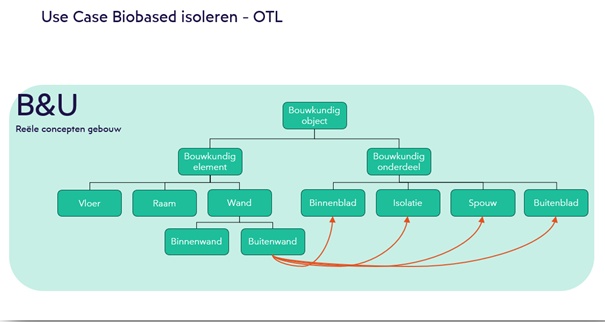 Use Case Biobased isoleren - OTL
B&U
Reële concepten gebouw
Bouwkundig
object
Bouwkundig
element
Bouwkundig
onderdeel
Vloer
Raam
Wand
Binnenblad
Isolatie
Spouw
Buitenblad
Binnenwand
Buitenwand